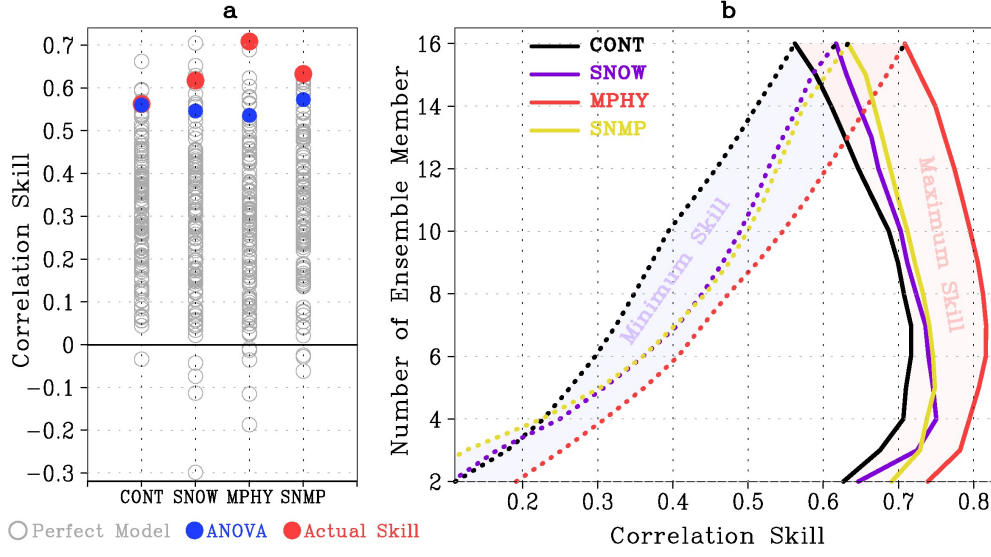 a
b
Correlation Skill
0.7
0.6
0.5
0.4
0.3
0.2
0.1
0
-0.1
-0.2
-0.3
CONT SNOW MPHY SNMP
Perfect Model ANOVA Actual Skill
Number of Ensemble Member
16
14
12
10
8
6
4
2
CONT
SNOW
MPHY
SNMP
Minimum Skill
Maximum Skill
0.2 0.3 0.4 0.5 0.6 0.7 0.8
Correlation Skill